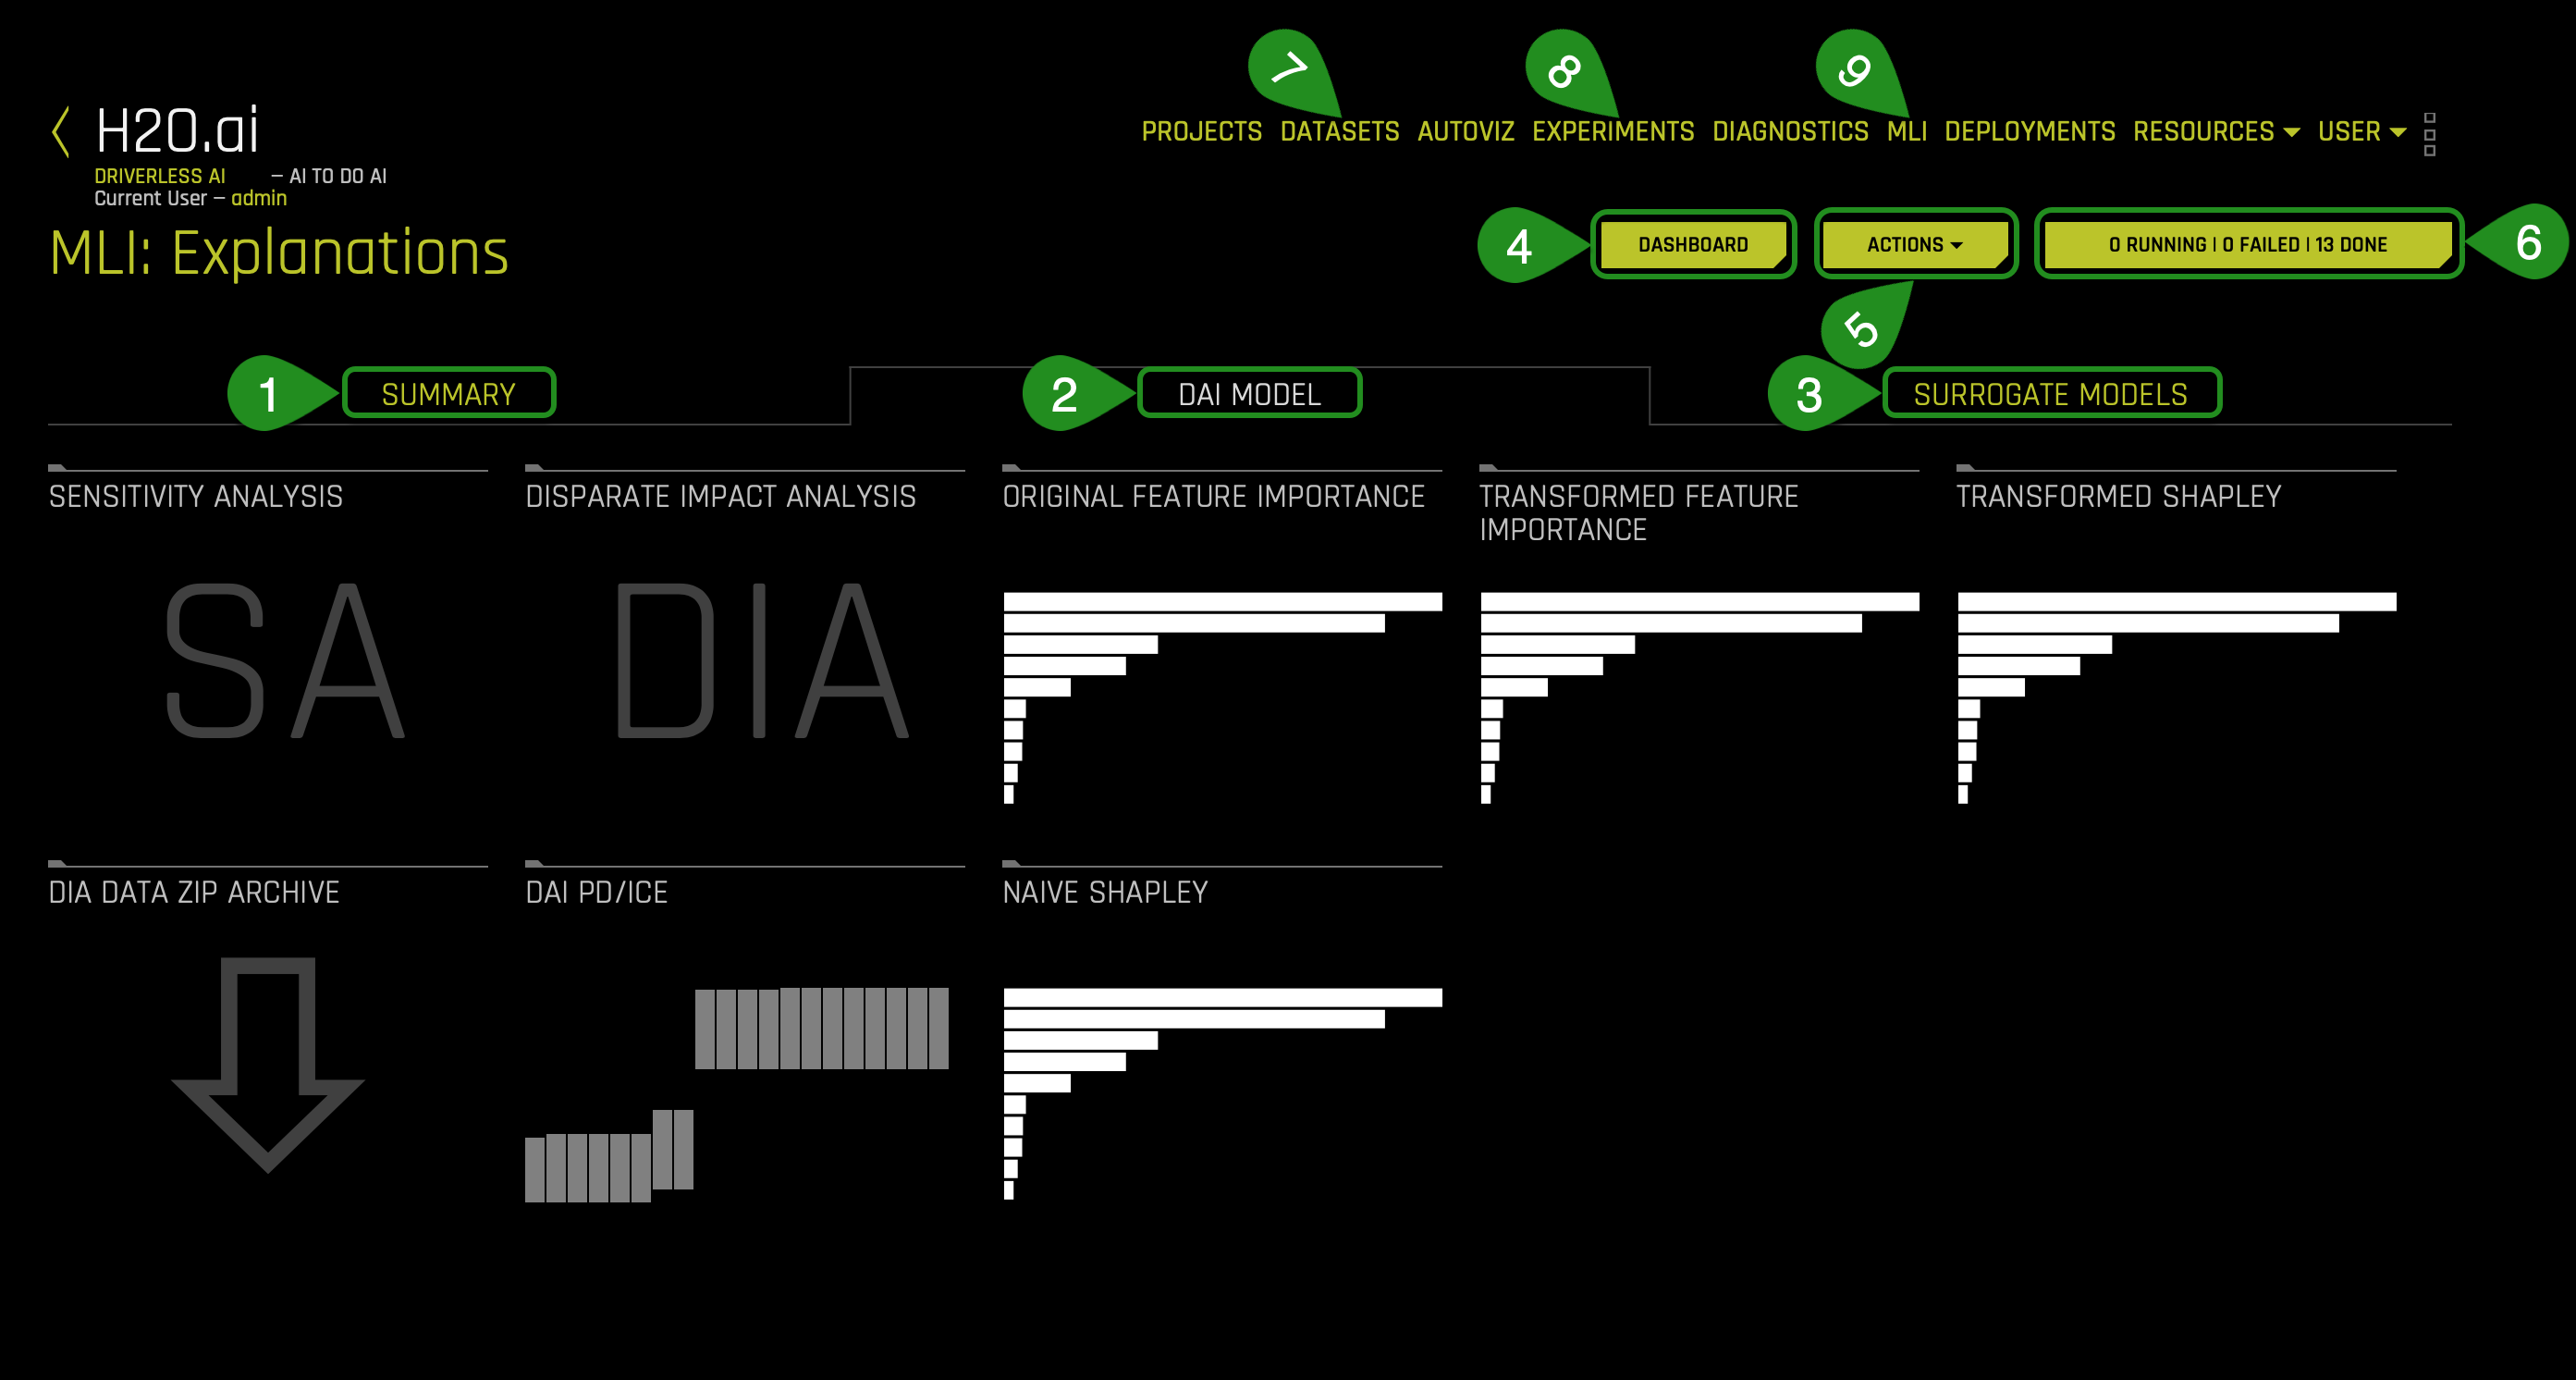 7
8
9
H2O.ai
PROJECTS DATASETS AUTOVIZ EXPERIMENTS DIAGNOSTICS MLI DEPLOYMENTS RESOURCES USER
DRIVERLESS AI – AI TO DO AI
Current User – admin
MLI: Explanations
4
DASHBOARD
ACTIONS
0 RUNNING | 0 FAILED | 13 DONE
6
5
1
SUMMARY
2
DAI MODEL
3
SURROGATE MODELS
SENSITIVITY ANALYSIS
DISPARATE IMPACT ANALYSIS
ORIGINAL FEATURE IMPORTANCE
TRANSFORMED FEATURE
IMPORTANCE
TRANSFORMED SHAPLEY
SA
DIA
DIA DATA ZIP ARCHIVE
DAI PD/ICE
NAIVE SHAPLEY